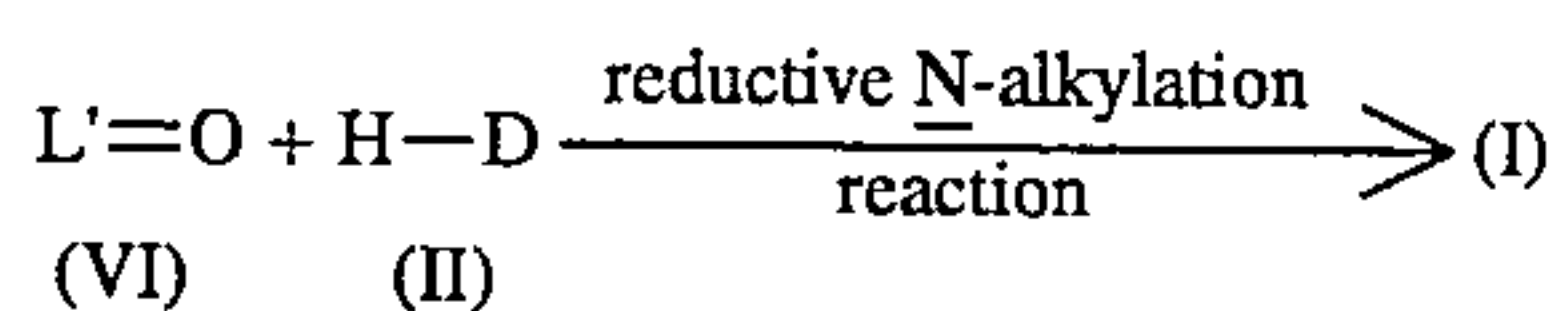 reductive N-alkylation
L'=O + H—D (I)
reaction
(VI) (II)